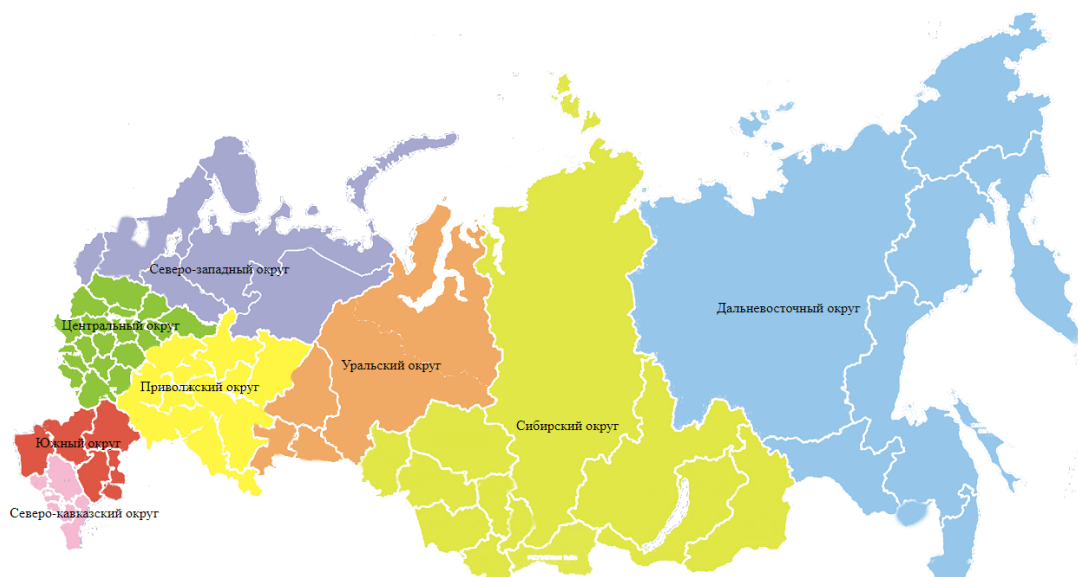 Северо-западный округ
Дальневосточный округ
Центральный округ
Уральский округ
Приволжский округ
Сибирский округ
Южный округ
Северо-кавказский округ